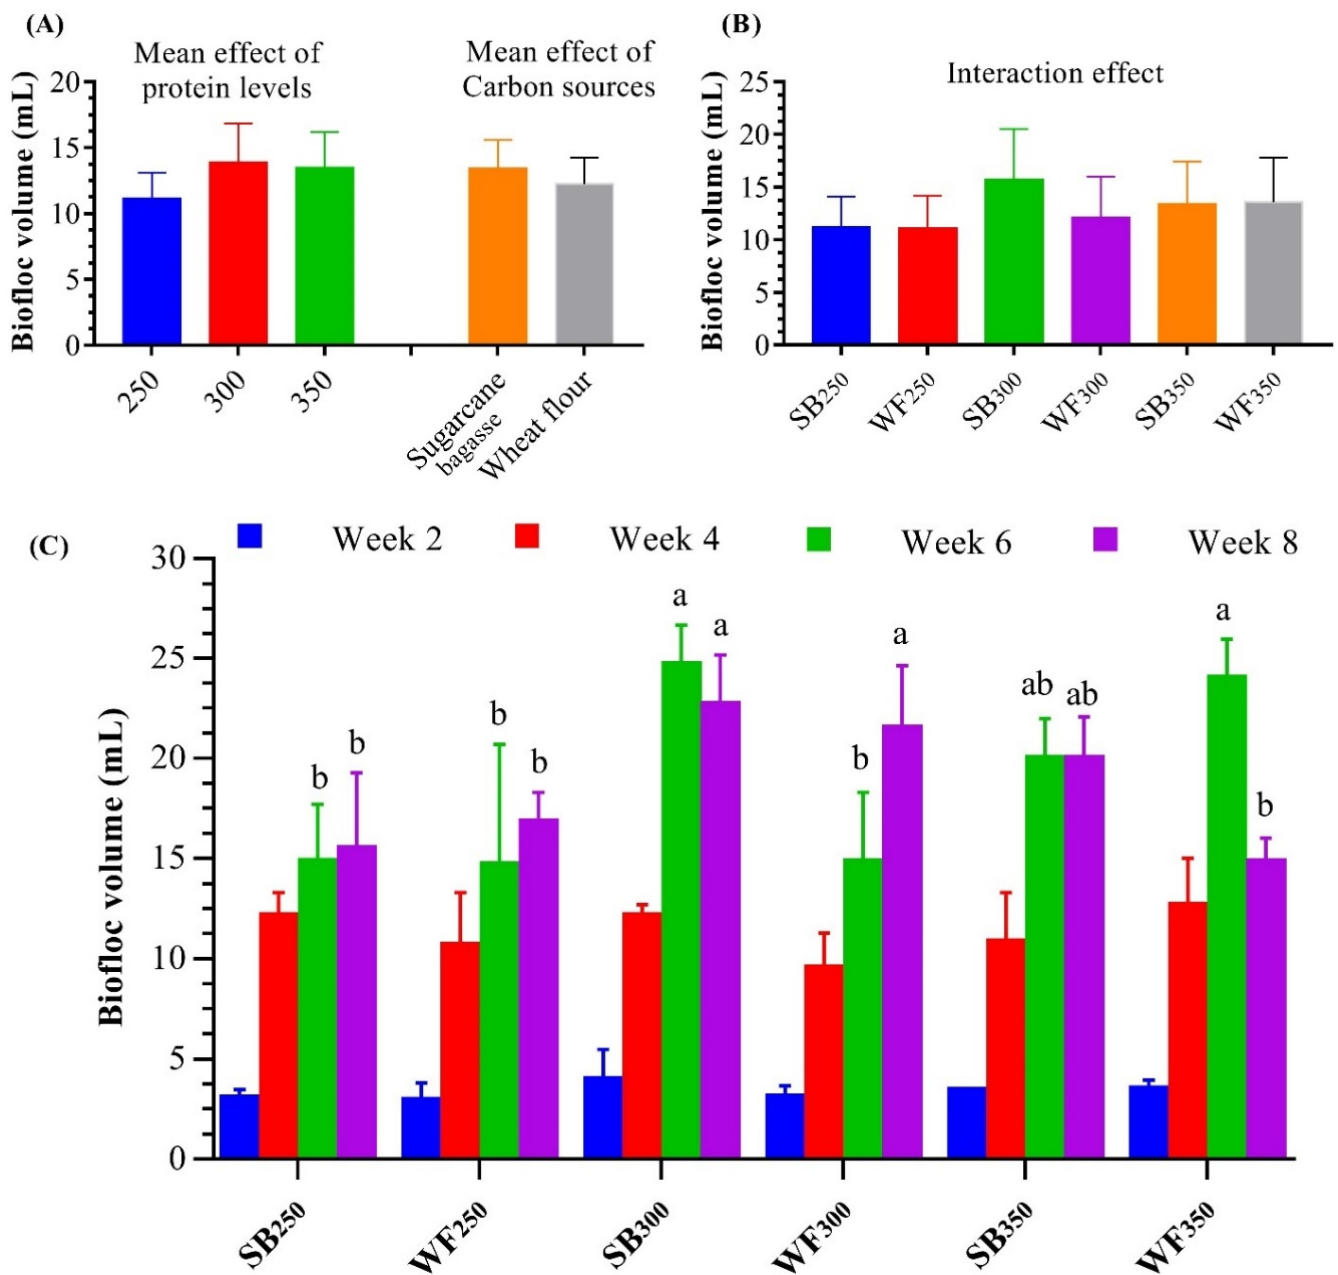 (A)
Mean effect of
protein levels
Mean effect of
Carbon sources
Biofloc volume (mL)
20
15
10
5
0
250
300
350
Sugarcane
bagasse
Wheat flour
(B)
Interaction effect
Biofloc volume (mL)
25
20
15
10
5
0
SB250
WF250
SB300
WF300
SB350
WF350
(C)
Week 2
Week 4
Week 6
Week 8
Biofloc volume (mL)
30
25
20
15
10
5
0
b
b
b
b
a
a
b
a
ab
ab
a
b
SB250
WF250
SB300
WF300
SB350
WF350